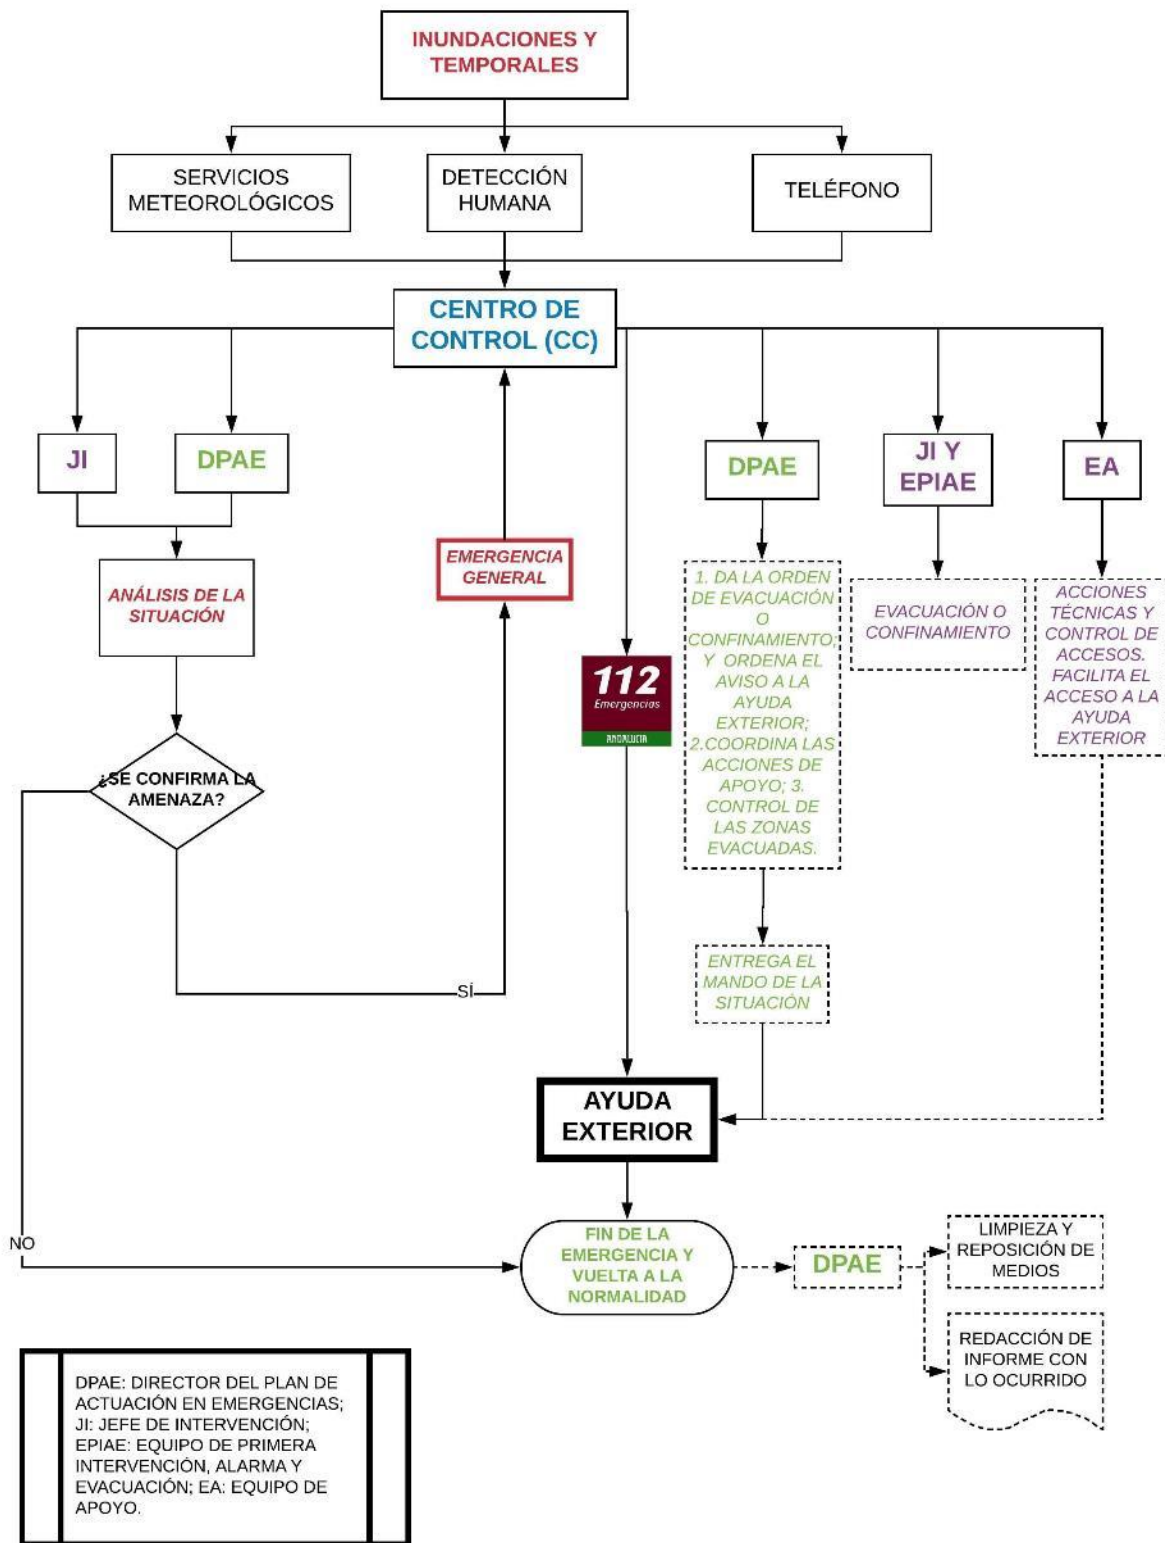 INUNDACIONES Y
TEMPORALES
SERVICIOS
METEOROLÓGICOS
DETECCIÓN
HUMANA
TELÉFONO
CENTRO DE
CONTROL (CC)
JI
DPAE
DPAE
JI Y
EPIAE
EA
ANÁLISIS DE LA
SITUACIÓN
EMERGENCIA
GENERAL
1. DA LA ORDEN
DE EVACUACIÓN
O
CONFINAMIENTO;
Y ORDENA EL
AVISO A LA
AYUDA
EXTERIOR;
2.COORDINA LAS
ACCIONES DE
APOYO; 3.
CONTROL DE
LAS ZONAS
EVACUADAS.
EVACUACIÓN O
CONFINAMIENTO
ACCIONES
TÉCNICAS Y
CONTROL DE
ACCESOS.
FACILITA EL
ACCESO A LA
AYUDA
EXTERIOR
112
Emergencias
ANDALUCIA
¿SE CONFIRMA LA
AMENAZA?
SÍ
ENTREGA EL
MANDO DE LA
SITUACIÓN
AYUDA
EXTERIOR
NO
FIN DE LA
EMERGENCIA Y
VUELTA A LA
NORMALIDAD
DPAE
LIMPIEZA Y
REPOSICIÓN DE
MEDIOS
REDACCIÓN DE
INFORME CON
LO OCURRIDO
DPAE: DIRECTOR DEL PLAN DE
ACTUACIÓN EN EMERGENCIAS;
JI: JEFE DE INTERVENCIÓN;
EPIAE: EQUIPO DE PRIMERA
INTERVENCIÓN, ALARMA Y
EVACUACIÓN; EA: EQUIPO DE
APOYO.